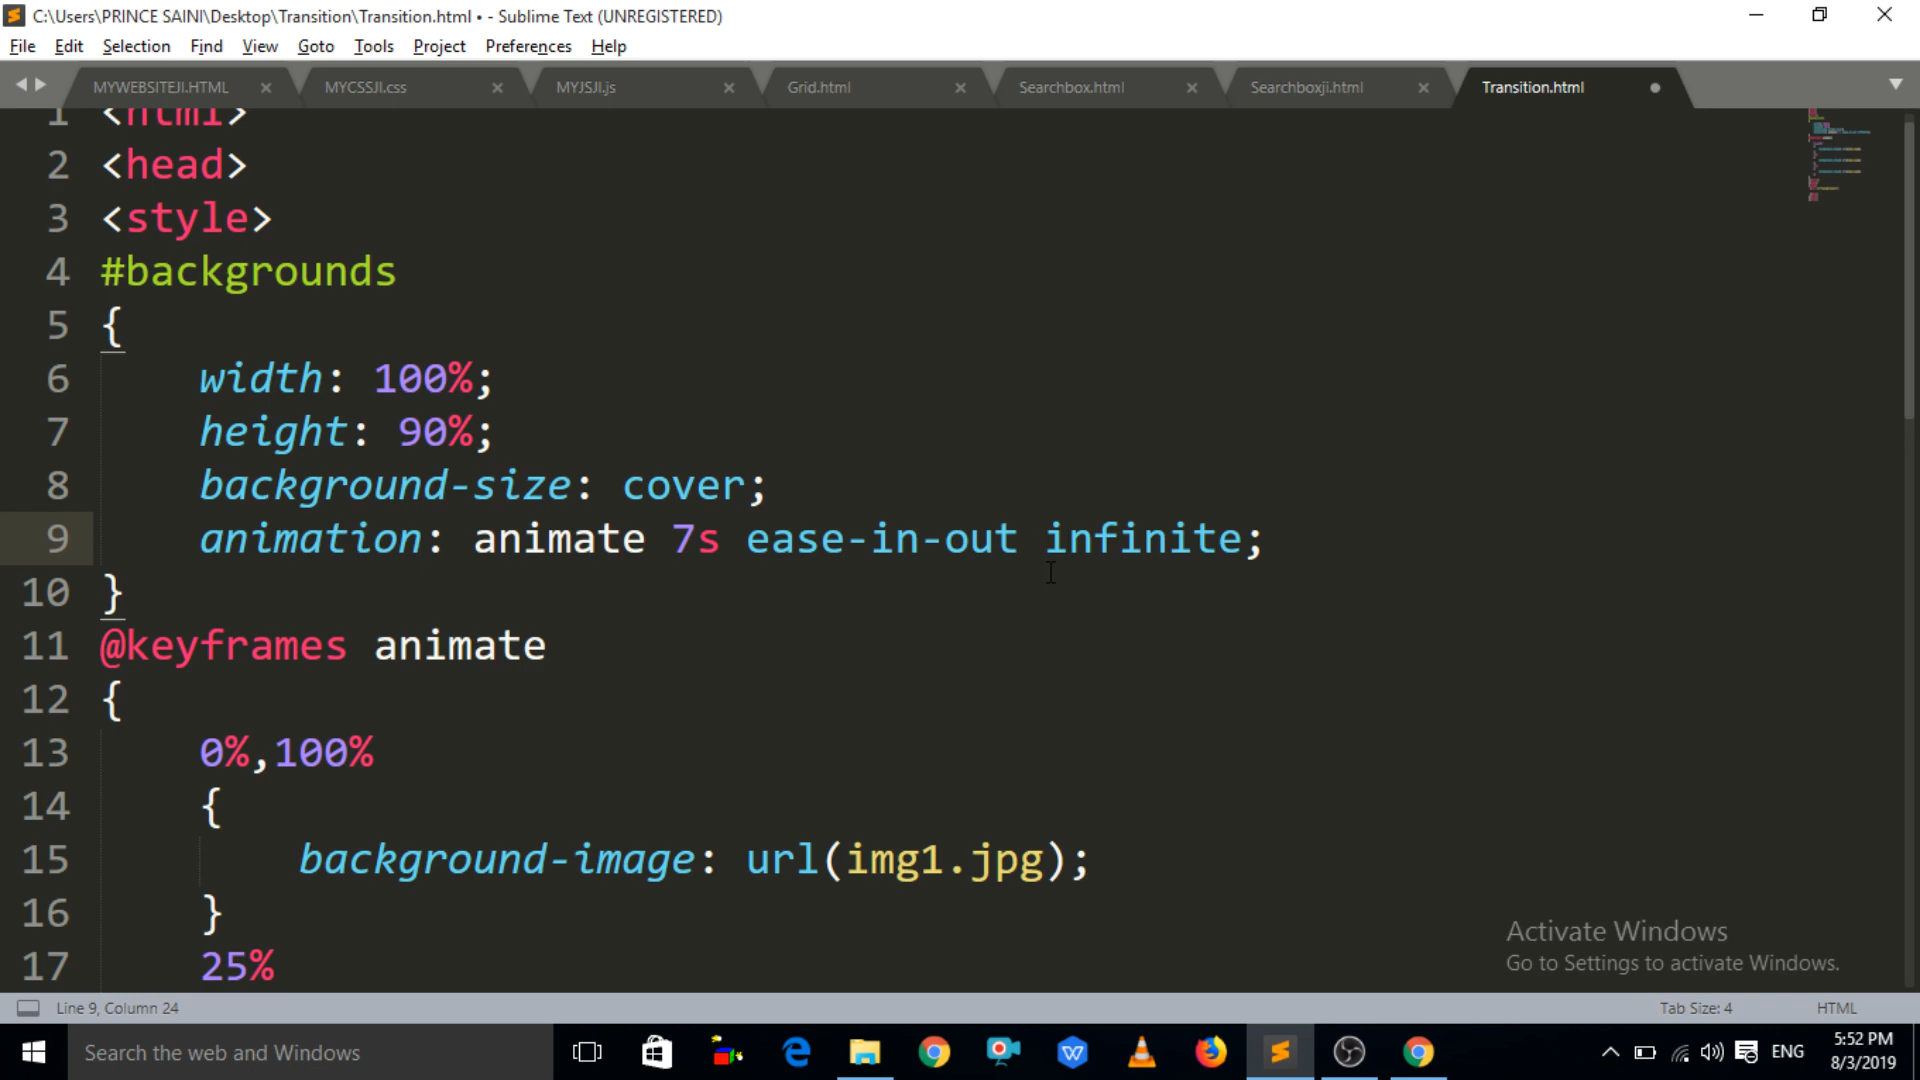 C:\Users\PRINCE SAINI\Desktop\Transition\Transition.html • - Sublime Text (UNREGISTERED)
File Edit Selection Find View Goto Tools Project Preferences Help
MYWEBSITEJI.HTML MYCSSJI.css MYJSJI.js Grid.html Searchbox.html Searchboxji.html Transition.html
1 <html>
2 <head>
3 <style>
4 #backgrounds
5 {
6 width: 100%;
7 height: 90%;
8 background-size: cover;
9 animation: animate 7s ease-in-out infinite;
10 }
11 @keyframes animate
12 {
13 0%,100%
14 {
15 background-image: url(img1.jpg);
16 }
17 25%
Activate Windows
Go to Settings to activate Windows.
Line 9, Column 24 Tab Size: 4 HTML
Search the web and Windows ENG 5:52 PM
8/3/2019